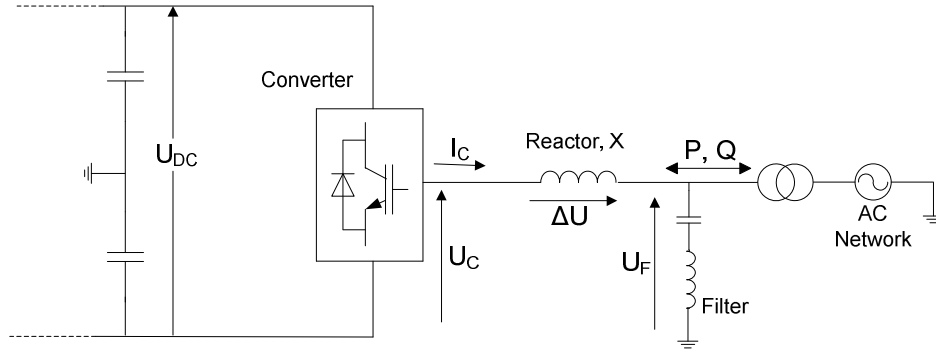 Converter
U_DC
I_C
Reactor, X
P, Q
ΔU
U_C
U_F
AC
Network
Filter